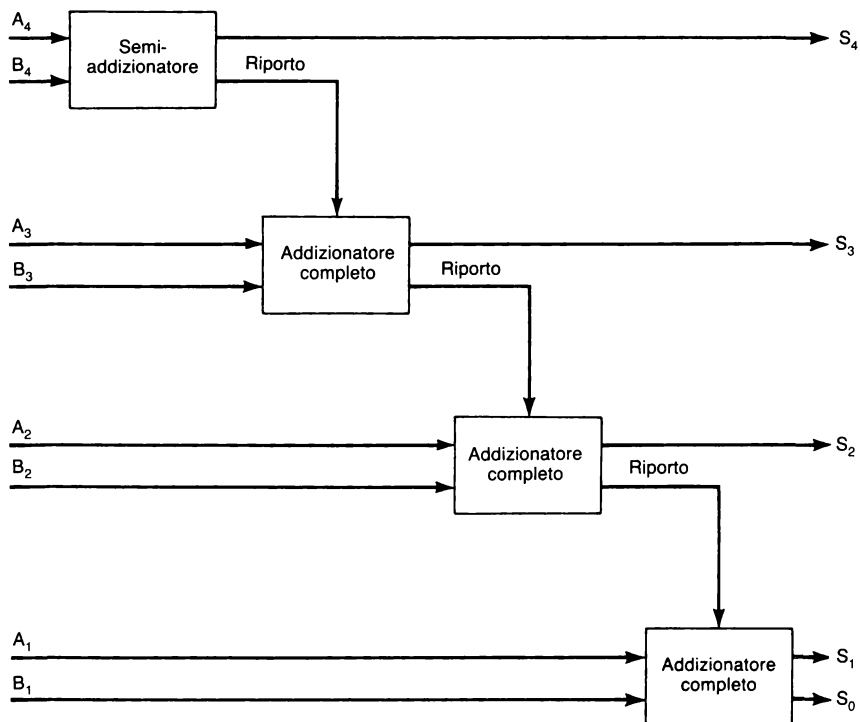 A₄
Semi-
addizionatore
S₄
B₄
Riporto
A₃
Addizionatore
completo
S₃
B₃
Riporto
A₂
Addizionatore
completo
S₂
B₂
Riporto
A₁
Addizionatore
completo
S₁
B₁
S₀